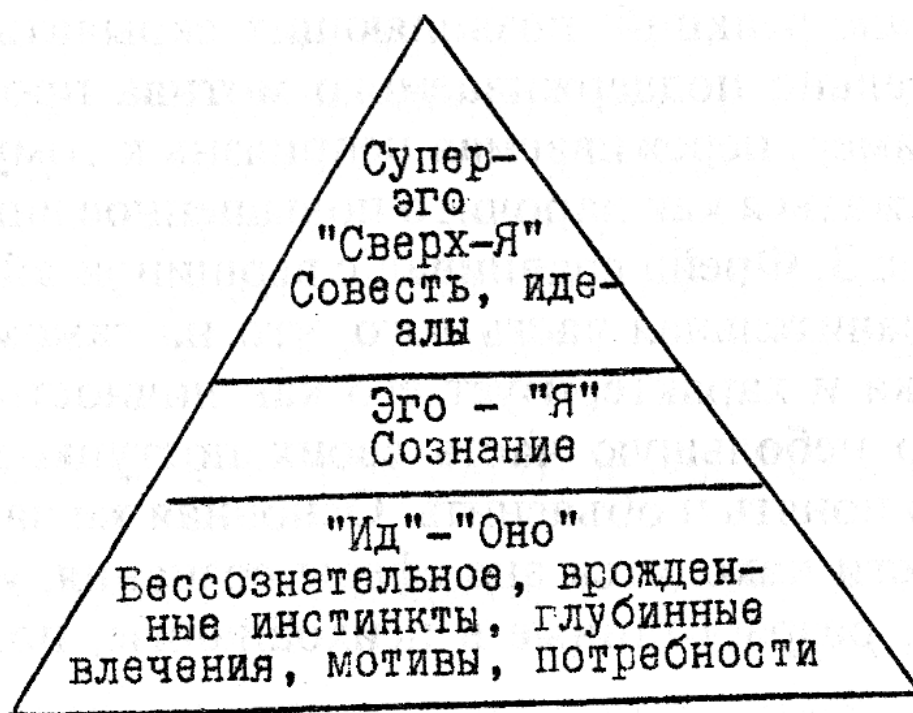 Супер-
эго
"Сверх-Я"
Совесть, иде-
алы
Эго - "Я"
Сознание
"Ид"-"Оно"
Бессознательное, врожден-
ные инстинкты, глубинные
влечения, мотивы, потребности